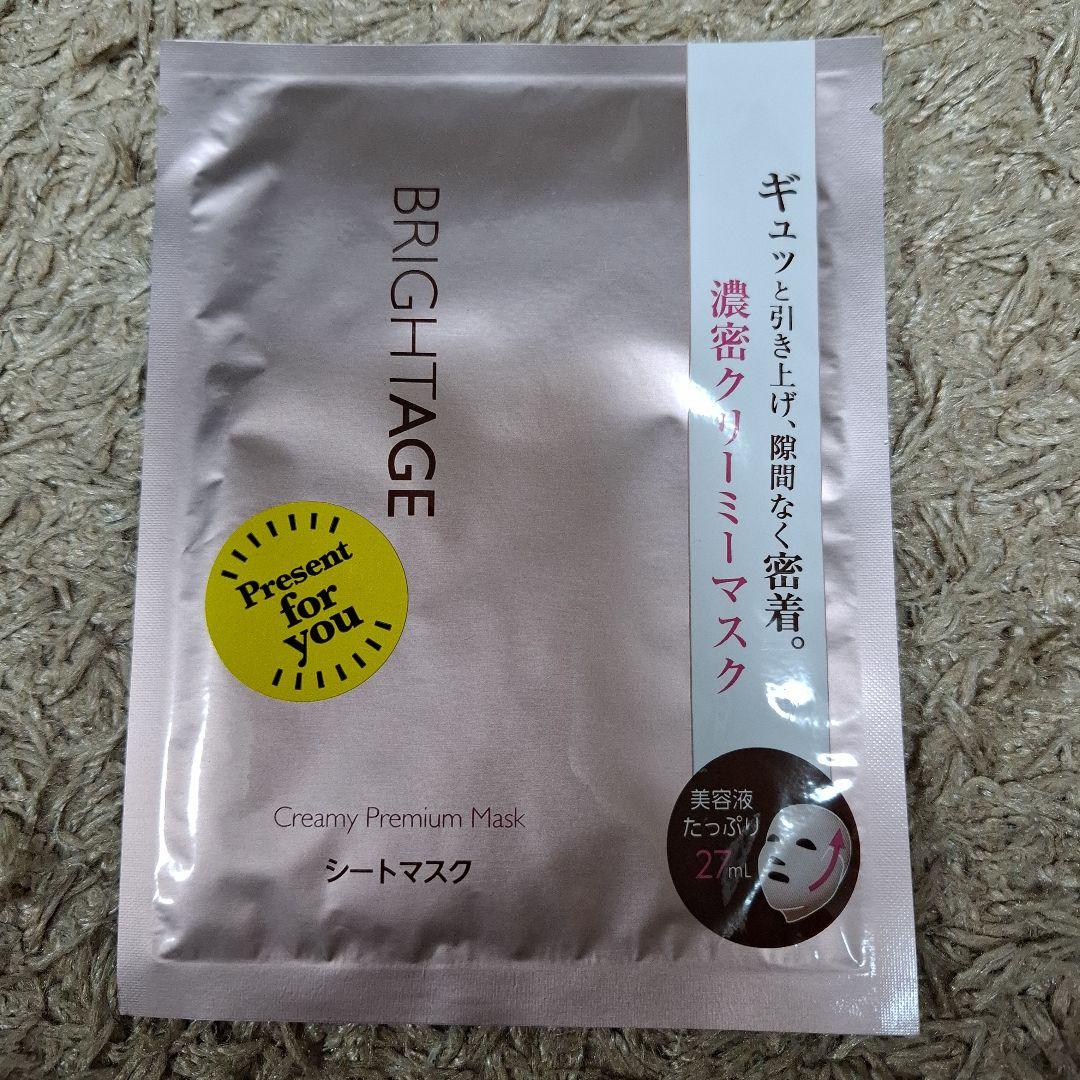 BRIGHTAGE
ギュッと引き上げ、隙間なく密着。
濃密クリーミーマスク
Present
for
you
Creamy Premium Mask
シートマスク
美容液
たっぷり
27mL